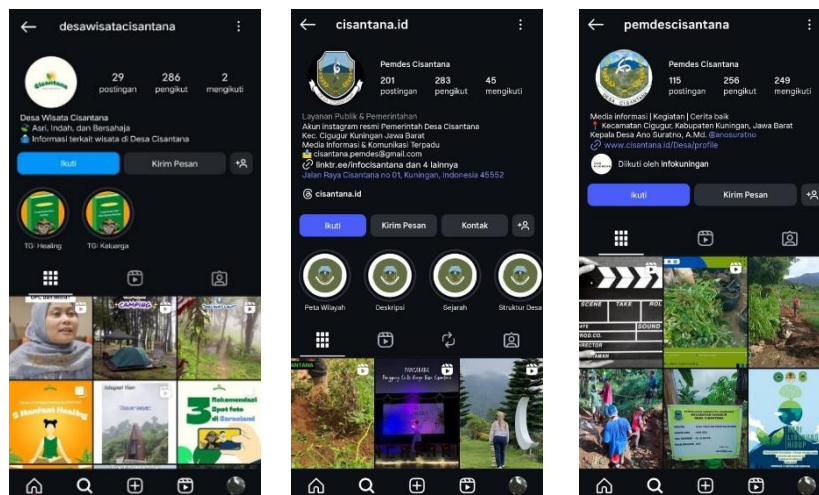 desawisatacisantana
Cisantana
29 286 2
postingan pengikut mengikuti
Desa Wisata Cisantana
Asri, Indah, dan Bersahaja
Informasi terkait wisata di Desa Cisantana
Ikuti Kirim Pesan
TG: Healing TG: Keluarga
CAMPING
5 Manfaat Healing
3 Rekomendasi
Spot foto
di
cisantana.id
Pemdes Cisantana
201 283 45
postingan pengikut mengikuti
Layanan Publik & Pemerintahan
Akun instagram resmi Pemerintah Desa Cisantana
Kec. Cigugur Kuningan Jawa Barat
Media Informasi & Komunikasi Terpadu
cisantana.pemdes@gmail.com
linktr.ee/infocisantana dan 4 lainnya
Jalan Raya Cisantana no 01, Kuningan, Indonesia 45552
cisantana.id
Ikuti Kirim Pesan Kontak
Peta Wilayah Deskripsi Sejarah Struktur Desa
pemdescisantana
DESA CISANTANA
Pemdes Cisantana
115 256 249
postingan pengikut mengikuti
Media informasi | Kegiatan | Cerita baik
Kecamatan Cigugur, Kabupaten Kuningan, Jawa Barat
Kepala Desa Ano Suratno, A.Md. @anosuratno
www.cisantana.id/Desa/profile
Diikuti oleh infokuningan
Ikuti Kirim Pesan
SCENE TAKE ROL
SOUND
HARI
LINGKUNGAN
HIDUP